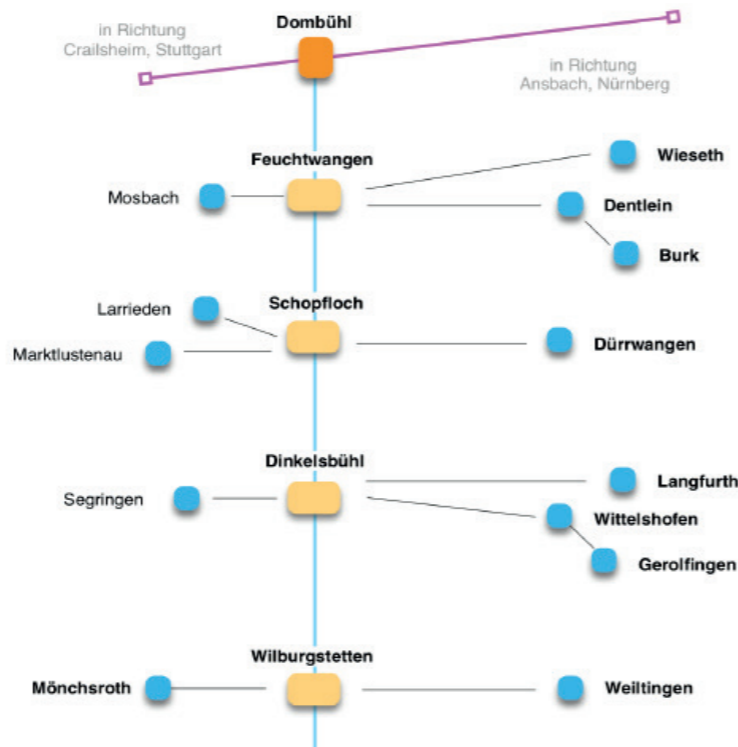 Dombühl
in Richtung
Crailsheim, Stuttgart
in Richtung
Ansbach, Nürnberg
Feuchtwangen
Wieseth
Mosbach
Dentlein
Burk
Schopfloch
Larrieden
Marktlustenau
Dürrwangen
Dinkelsbühl
Langfurth
Segringen
Wittelshofen
Gerolfingen
Wilburgstetten
Mönchsroth
Weiltingen